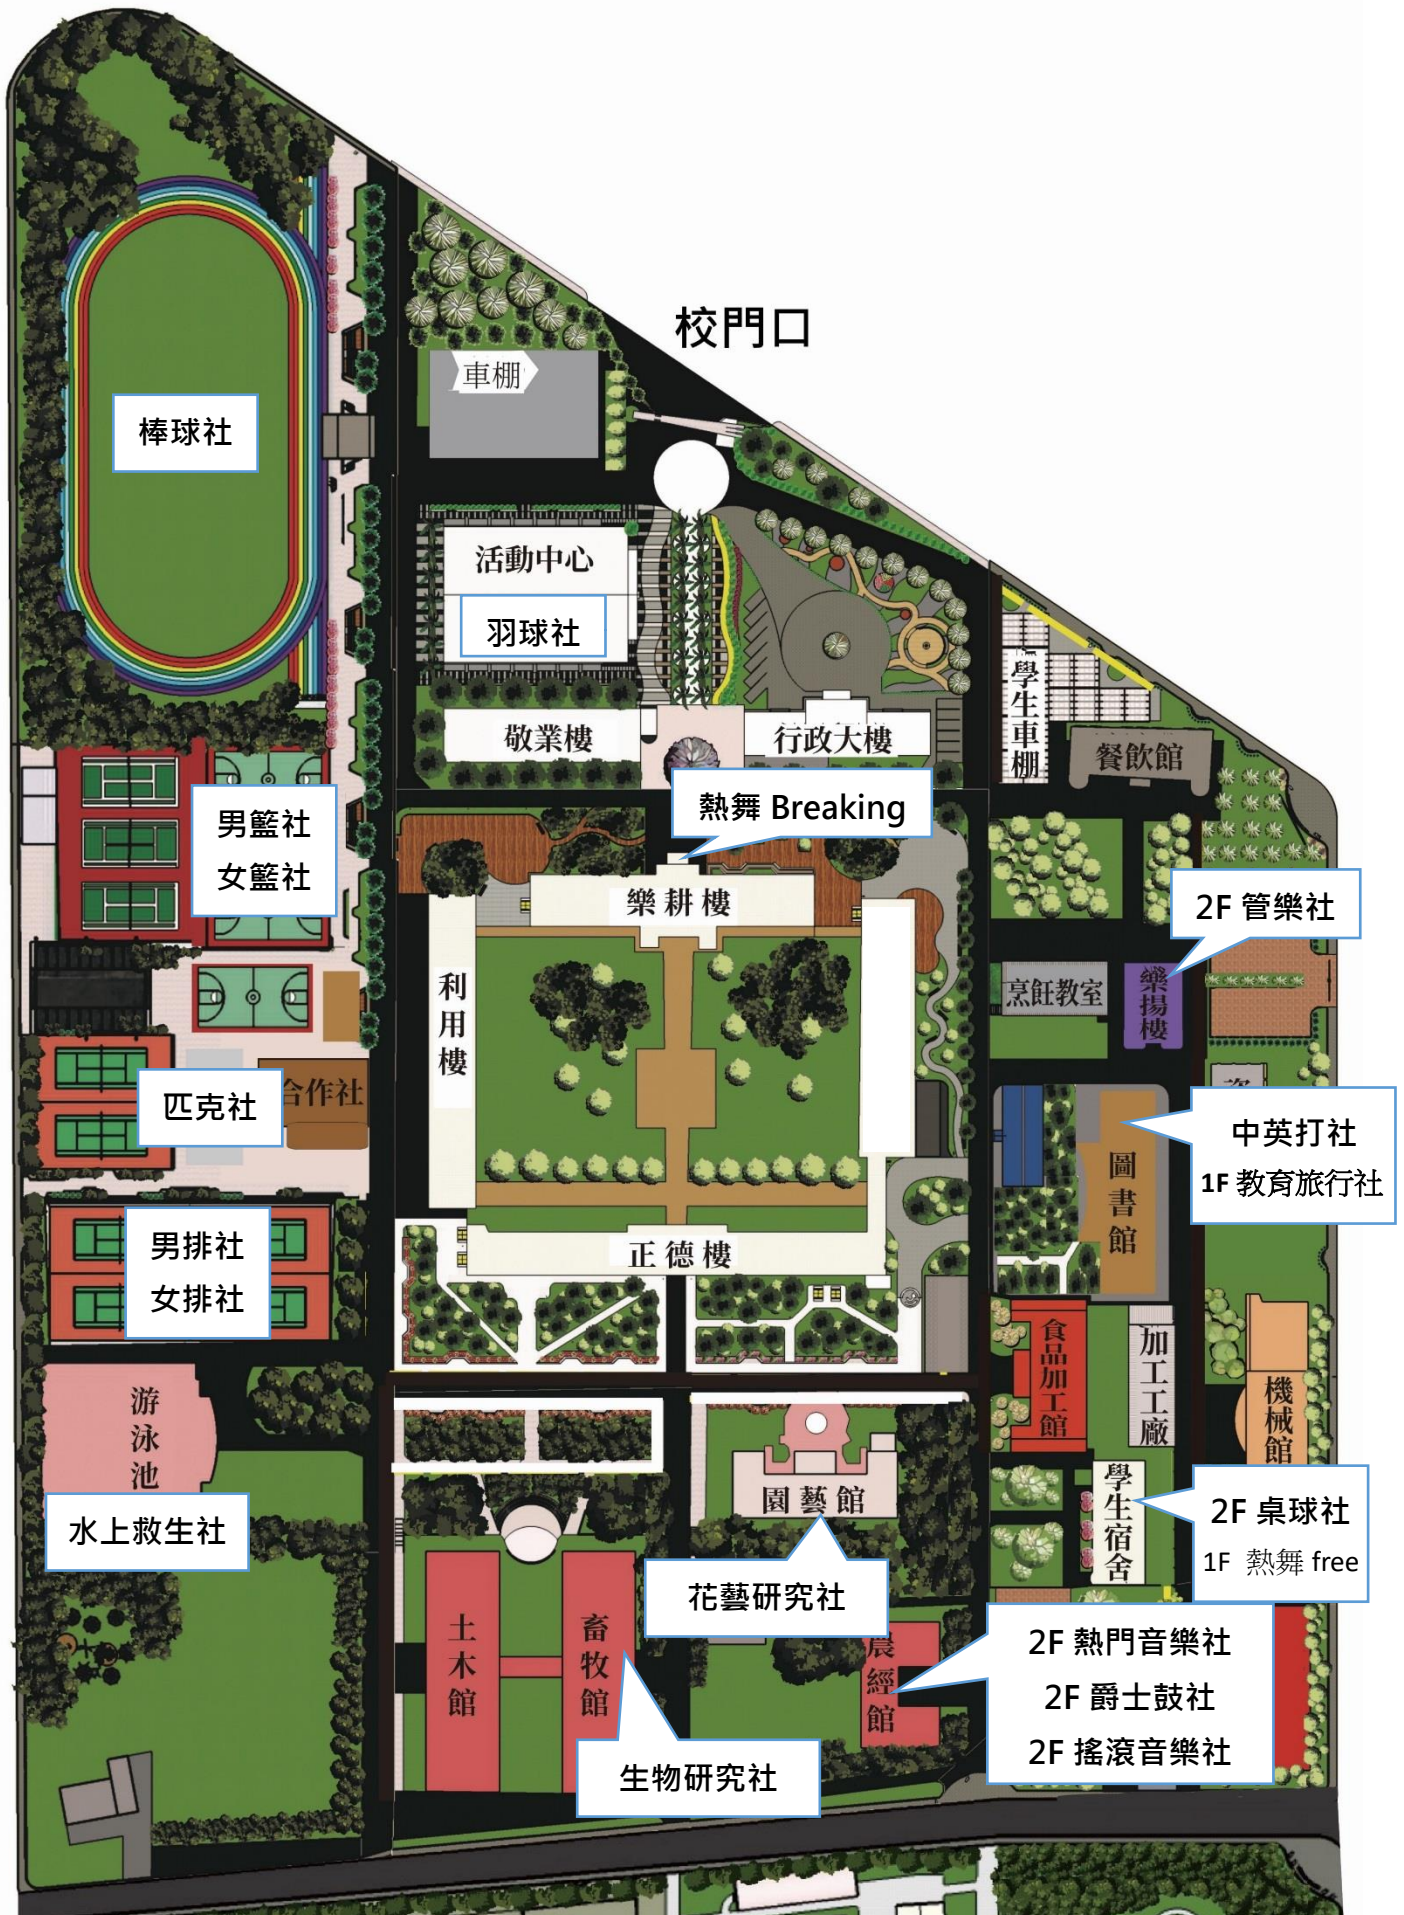 校門口
車棚
棒球社
活動中心
羽球社
學生車棚
敬業樓
行政大樓
餐飲館
熱舞 Breaking
男籃社
女籃社
樂耕樓
2F 管樂社
利用樓
烹飪教室
樂揚樓
匹克社
合作社
中英打社
1F 教育旅行社
圖書館
男排社
女排社
正德樓
食品加工館
加工工廠
機械館
游泳池
水上救生社
園藝館
學生宿舍
2F 桌球社
1F 熱舞 free
花藝研究社
土木館
畜牧館
農經館
2F 熱門音樂社
2F 爵士鼓社
2F 搖滾音樂社
生物研究社